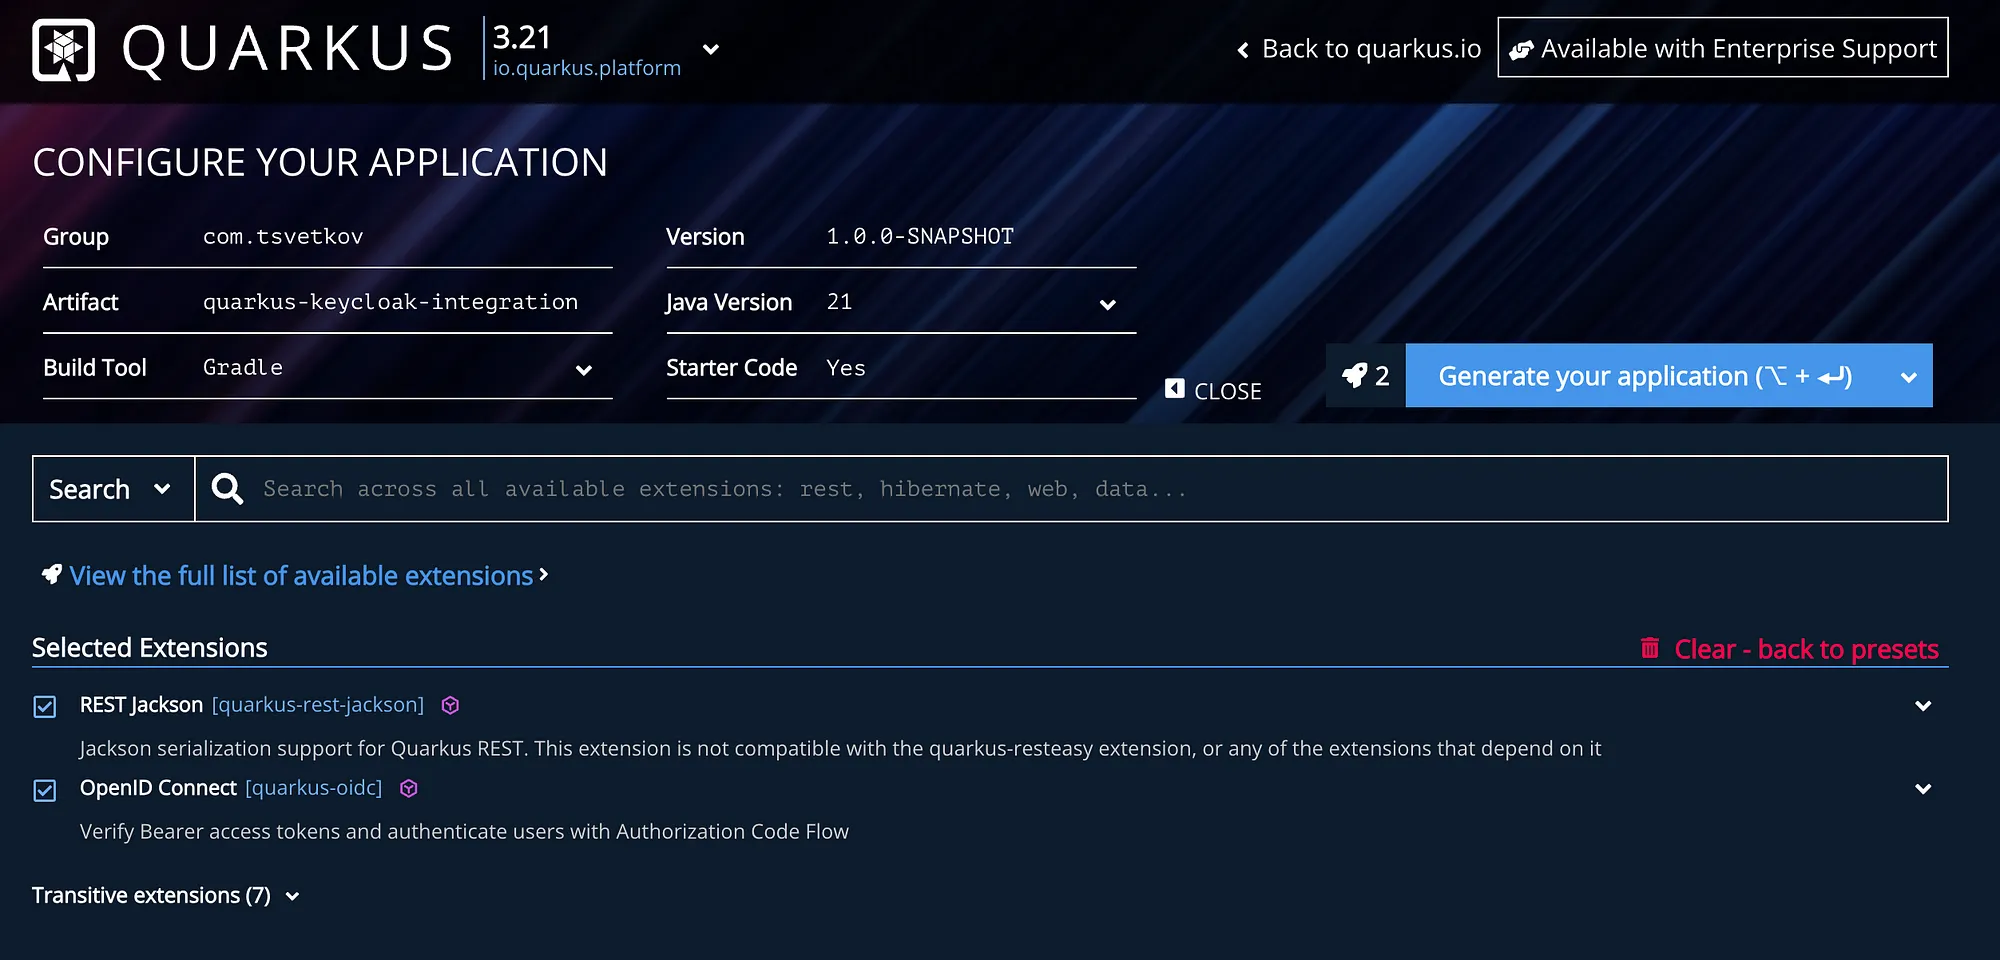 QUARKUS
3.21
io.quarkus.platform
Back to quarkus.io
Available with Enterprise Support
CONFIGURE YOUR APPLICATION
Group com.tsvetkov
Version 1.0.0-SNAPSHOT
Artifact quarkus-keycloak-integration
Java Version 21
Build Tool Gradle
Starter Code Yes
CLOSE
2
Generate your application (⌥ + ↵)
Search
Search across all available extensions: rest, hibernate, web, data...
View the full list of available extensions
Selected Extensions
Clear - back to presets
REST Jackson [quarkus-rest-jackson]
Jackson serialization support for Quarkus REST. This extension is not compatible with the quarkus-resteasy extension, or any of the extensions that depend on it
OpenID Connect [quarkus-oidc]
Verify Bearer access tokens and authenticate users with Authorization Code Flow
Transitive extensions (7)